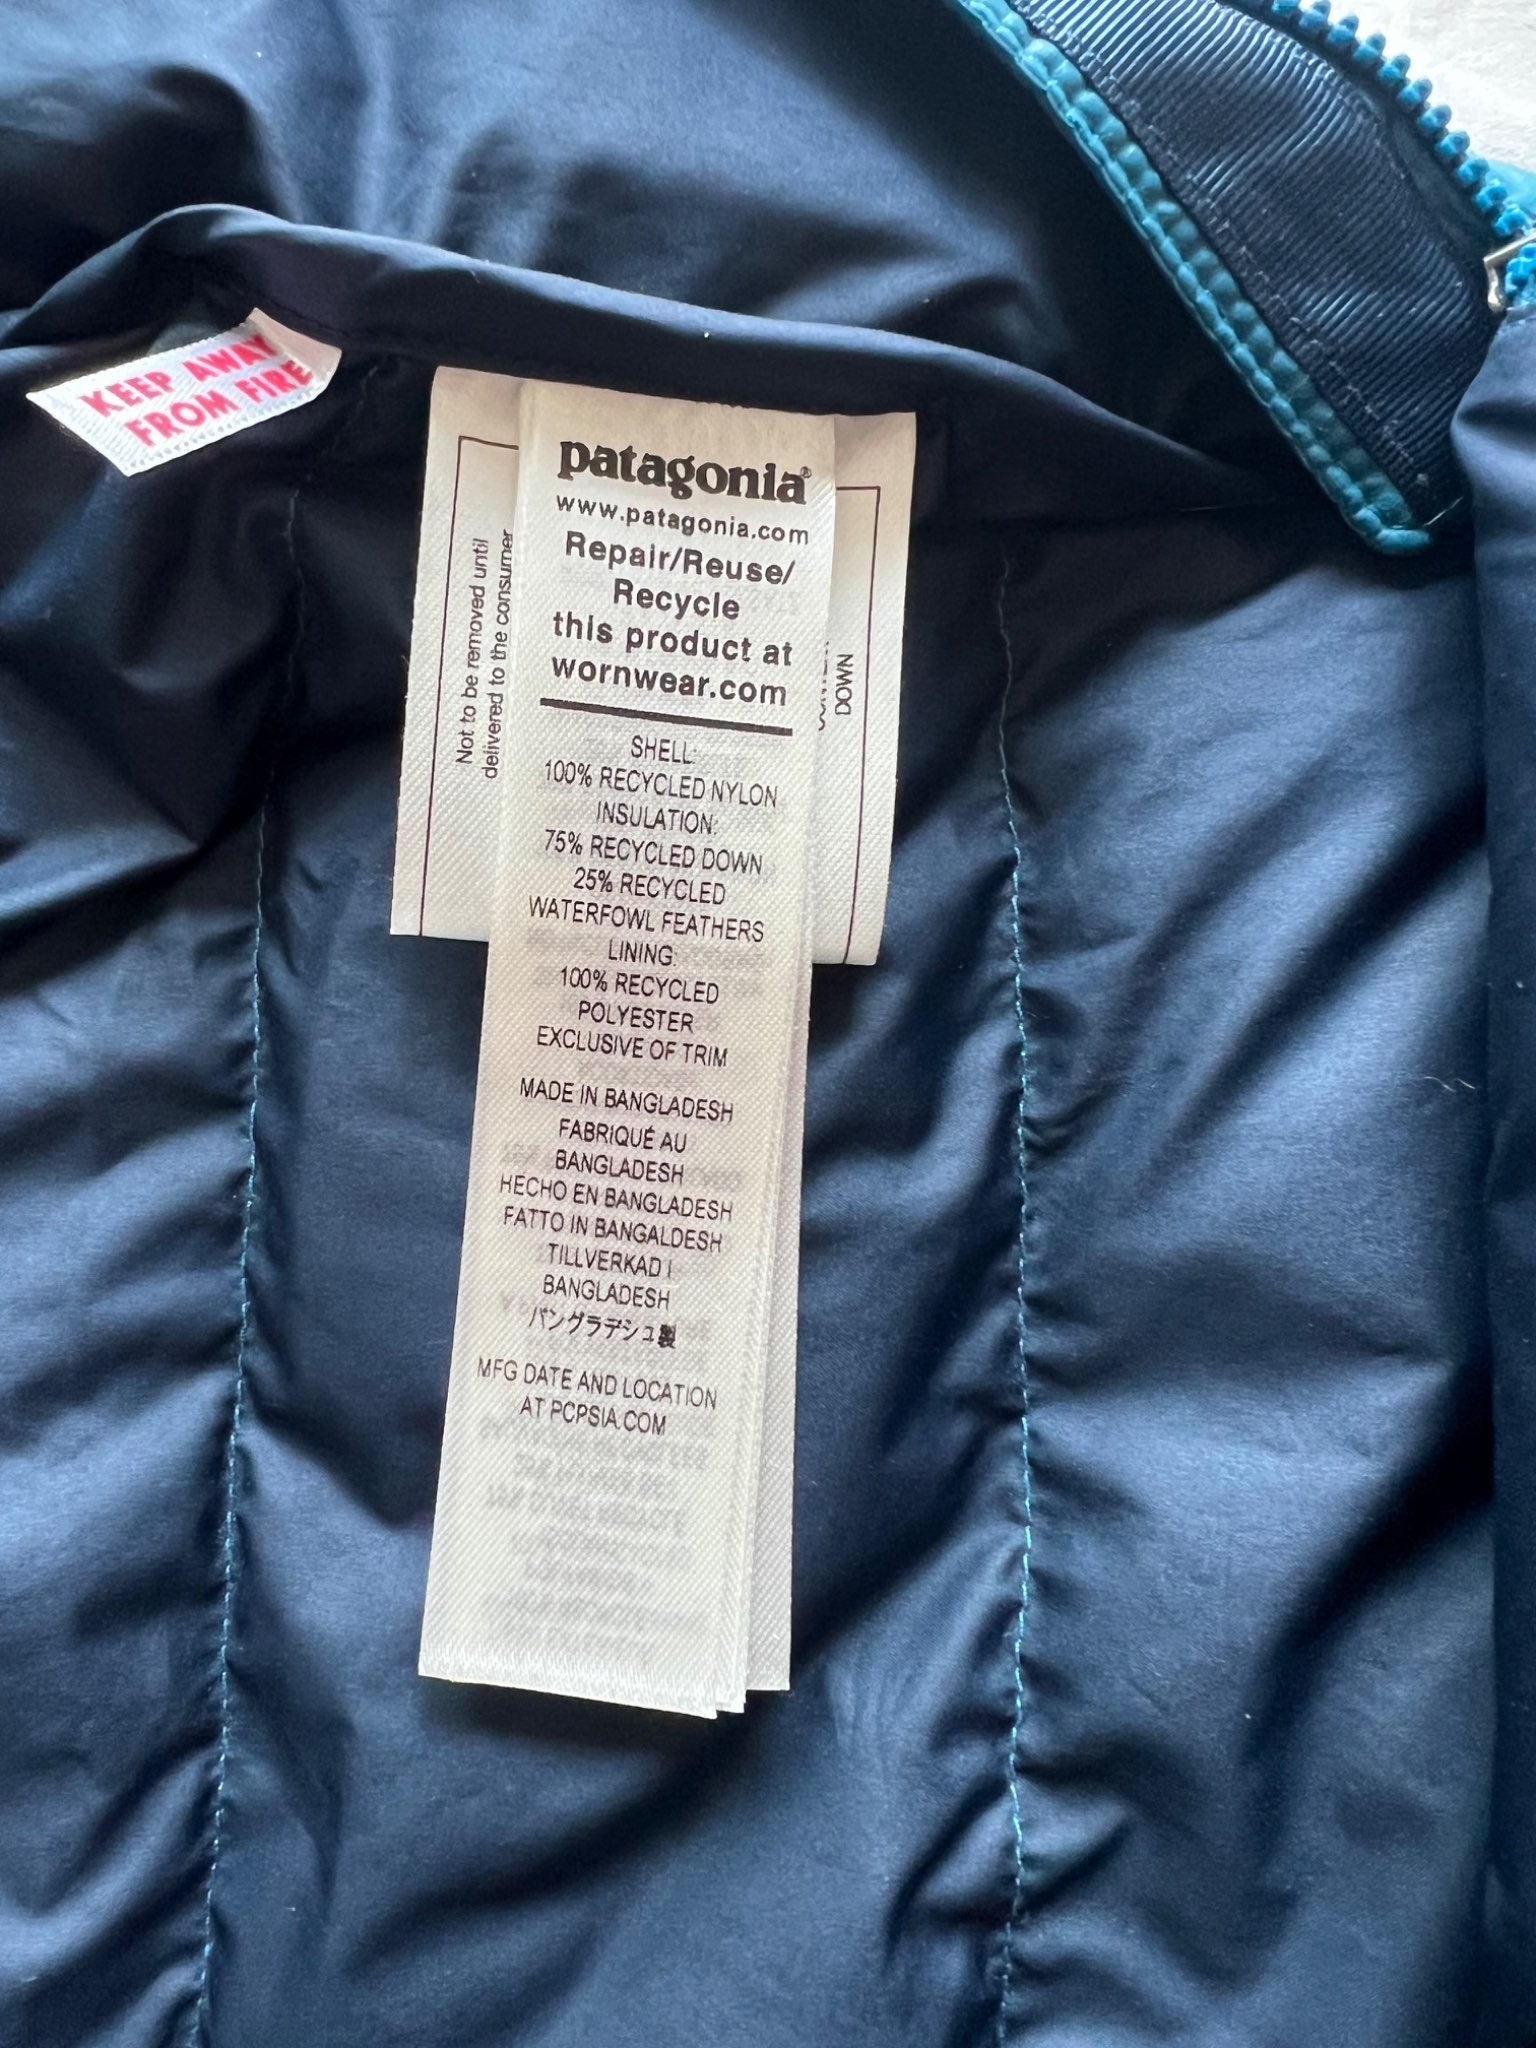 KEEP AWAY
FROM FIRE
Not to be removed until
delivered to the consumer
patagonia®
www.patagonia.com
Repair/Reuse/
Recycle
this product at
wornwear.com
DOWN
SHELL:
100% RECYCLED NYLON
INSULATION:
75% RECYCLED DOWN
25% RECYCLED
WATERFOWL FEATHERS
LINING:
100% RECYCLED
POLYESTER
EXCLUSIVE OF TRIM
MADE IN BANGLADESH
FABRIQUÉ AU
BANGLADESH
HECHO EN BANGLADESH
FATTO IN BANGALDESH
TILLVERKAD I
BANGLADESH
バングラデシュ製
MFG DATE AND LOCATION
AT PCPSIA.COM